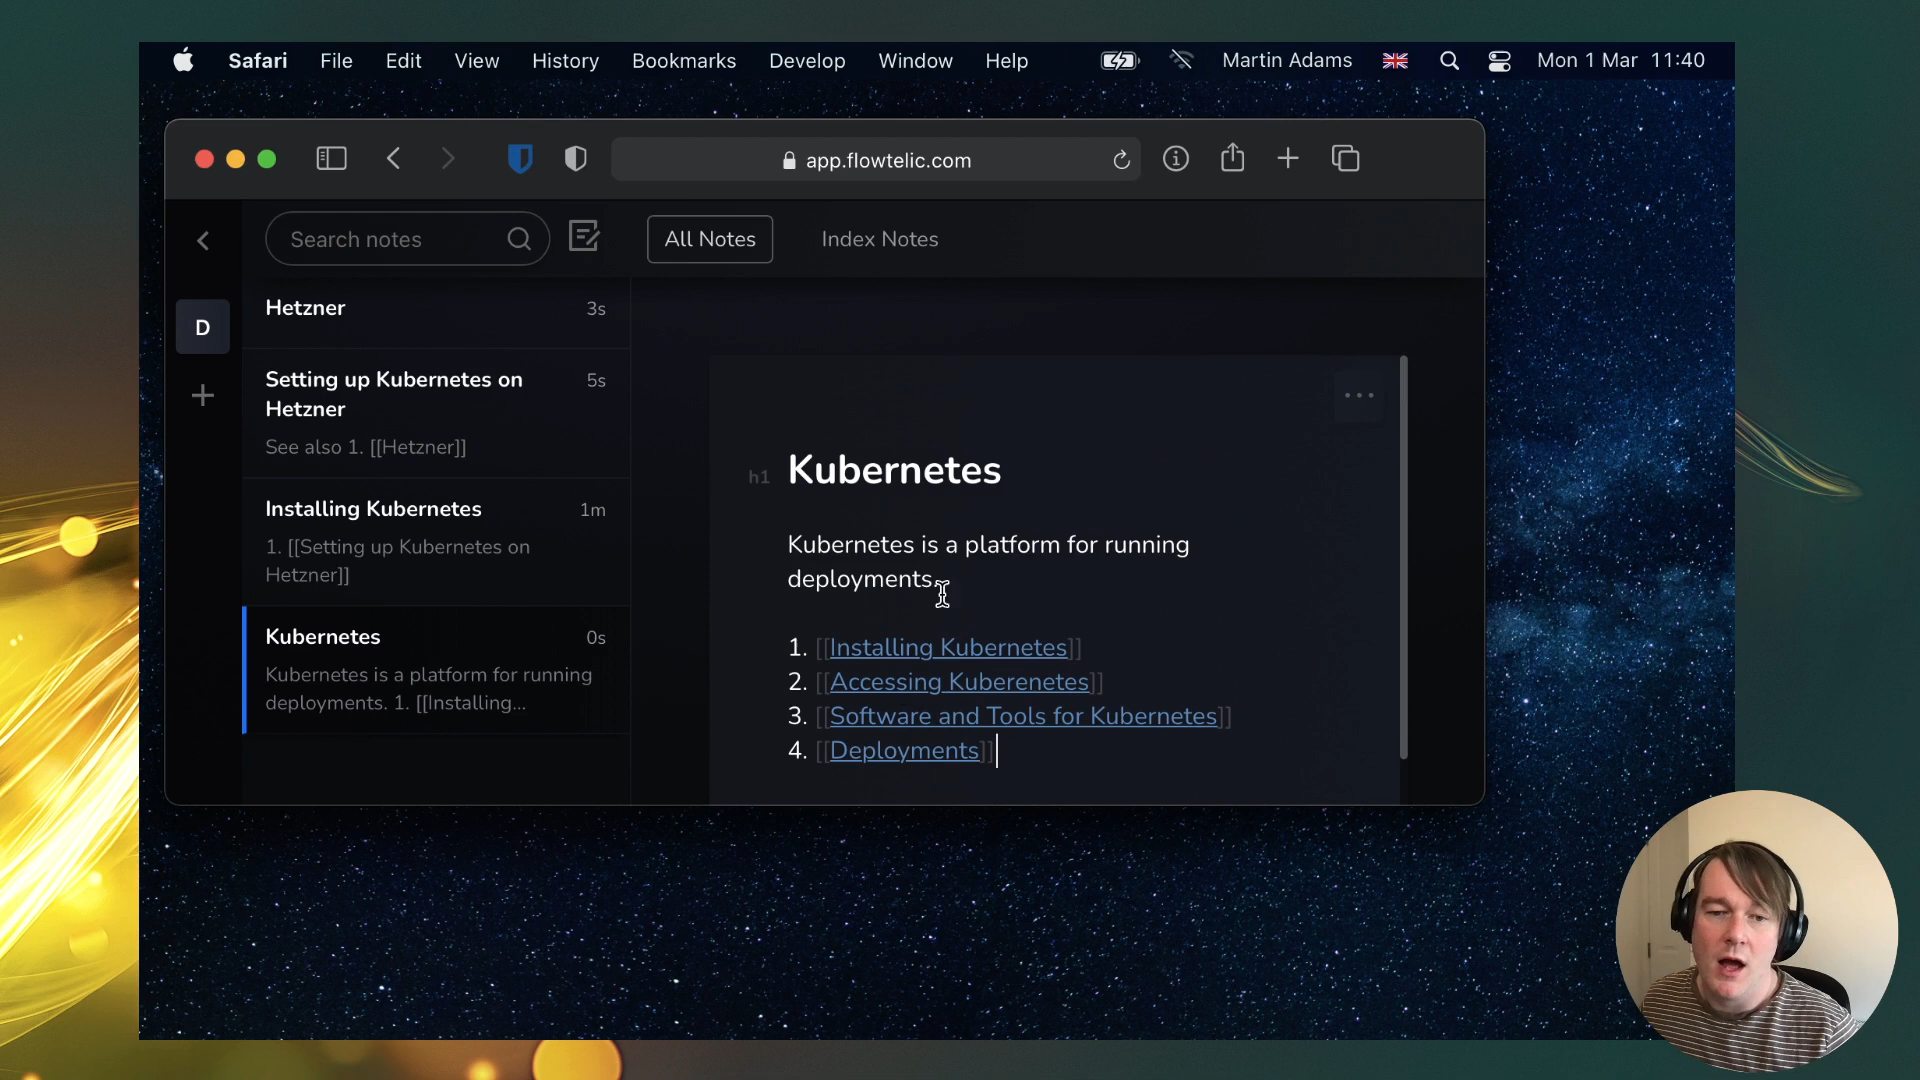 Safari File Edit View History Bookmarks Develop Window Help Martin Adams Mon 1 Mar 11:40
app.flowtelic.com
Search notes
All Notes Index Notes
D
Hetzner 3s
Setting up Kubernetes on 5s
Hetzner
See also 1. [[Hetzner]]
Installing Kubernetes 1m
1. [[Setting up Kubernetes on
Hetzner]]
Kubernetes 0s
Kubernetes is a platform for running
deployments. 1. [[Installing...
h1 Kubernetes
Kubernetes is a platform for running
deployments.
1. [[Installing Kubernetes]]
2. [[Accessing Kuberenetes]]
3. [[Software and Tools for Kubernetes]]
4. [[Deployments]]